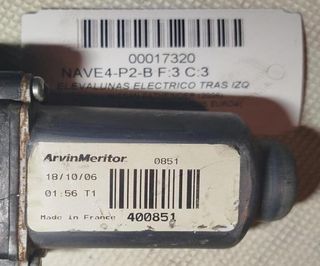 00017320
NAVE4-P2-B F:3 C:3
ELEVALUNAS ELECTRICO TRAS IZQ
ArvinMeritor 0851
18/10/06
01:56 T1
Made in France 400851